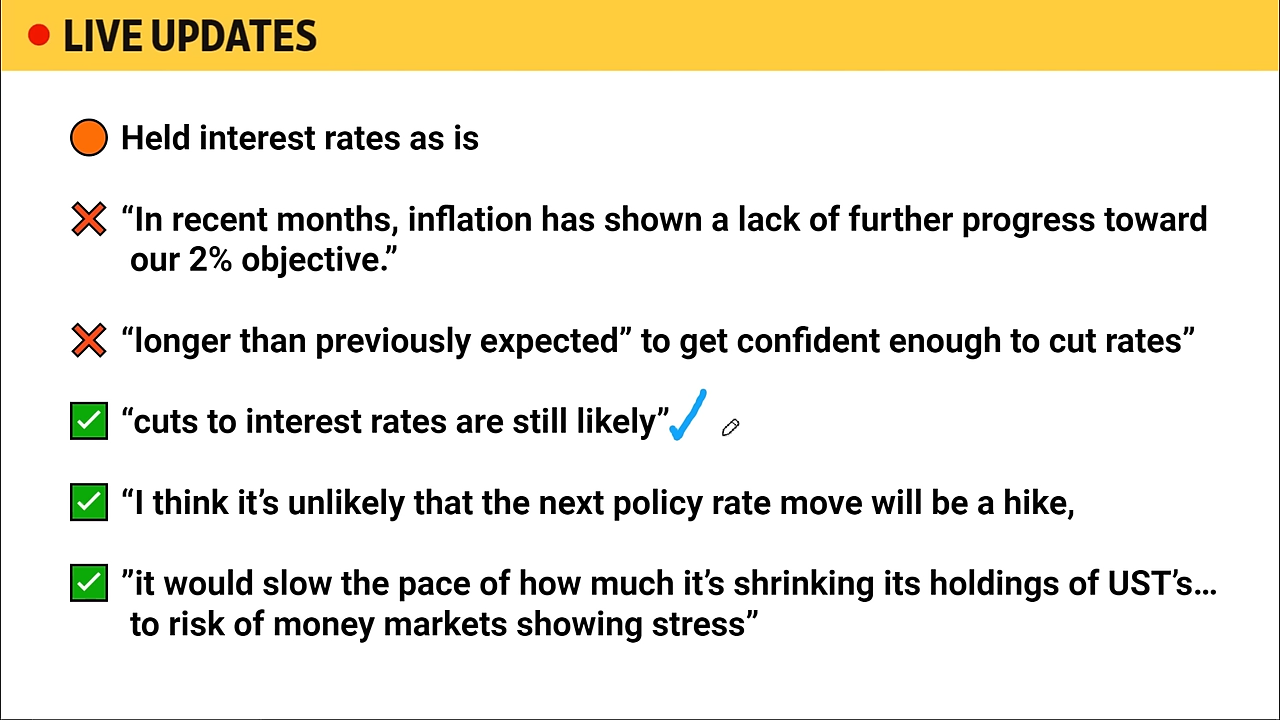 LIVE UPDATES
Held interest rates as is
“In recent months, inflation has shown a lack of further progress toward
our 2% objective.”
“longer than previously expected” to get confident enough to cut rates”
“cuts to interest rates are still likely”
“I think it’s unlikely that the next policy rate move will be a hike,
”it would slow the pace of how much it’s shrinking its holdings of UST’s...
to risk of money markets showing stress”